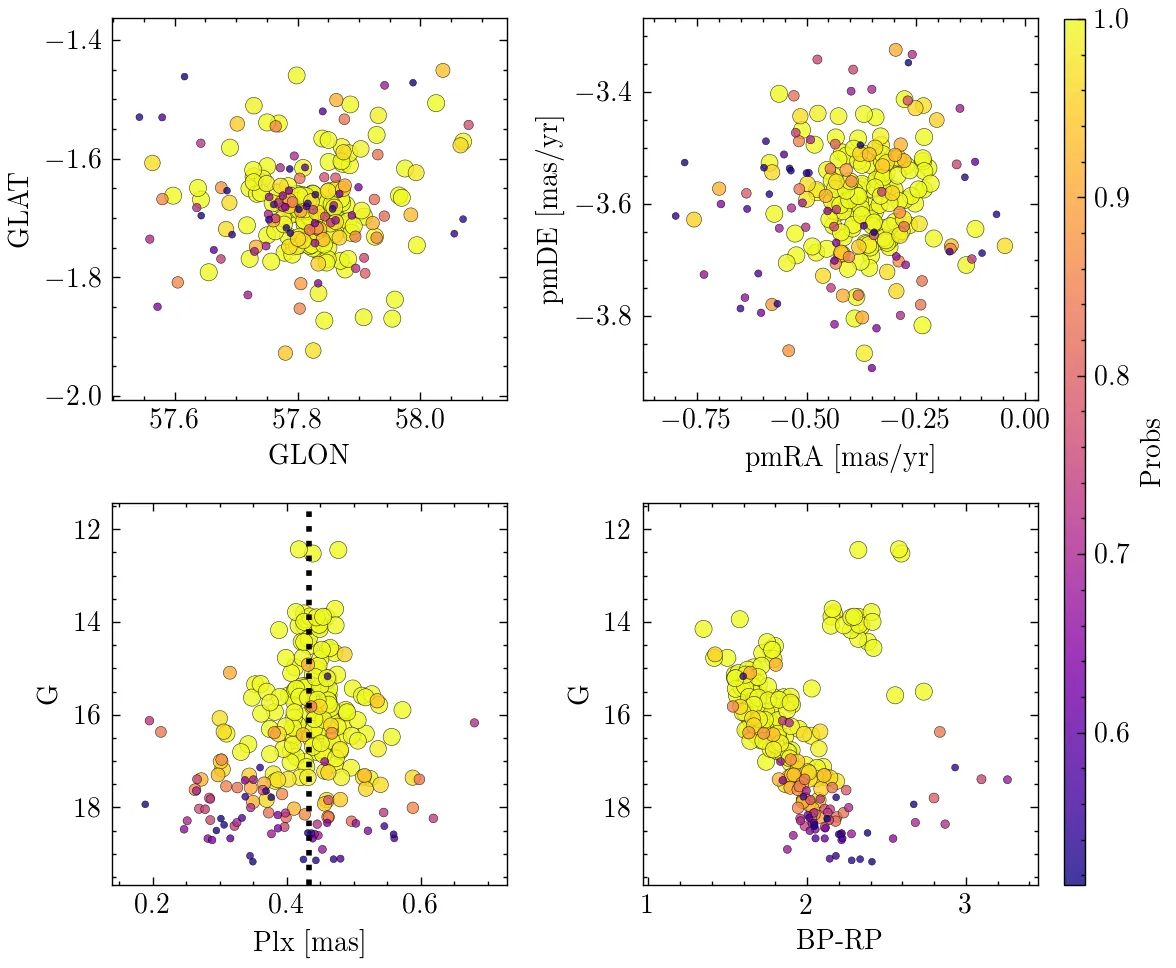 −1.4
−1.6
−1.8
−2.0
GLAT
57.6 57.8 58.0
GLON
−3.4
−3.6
−3.8
pmDE [mas/yr]
−0.75 −0.50 −0.25 0.00
pmRA [mas/yr]
12
14
16
18
G
0.2 0.4 0.6
Plx [mas]
12
14
16
18
G
1 2 3
BP-RP
1.0
0.9
0.8
0.7
0.6
Probs